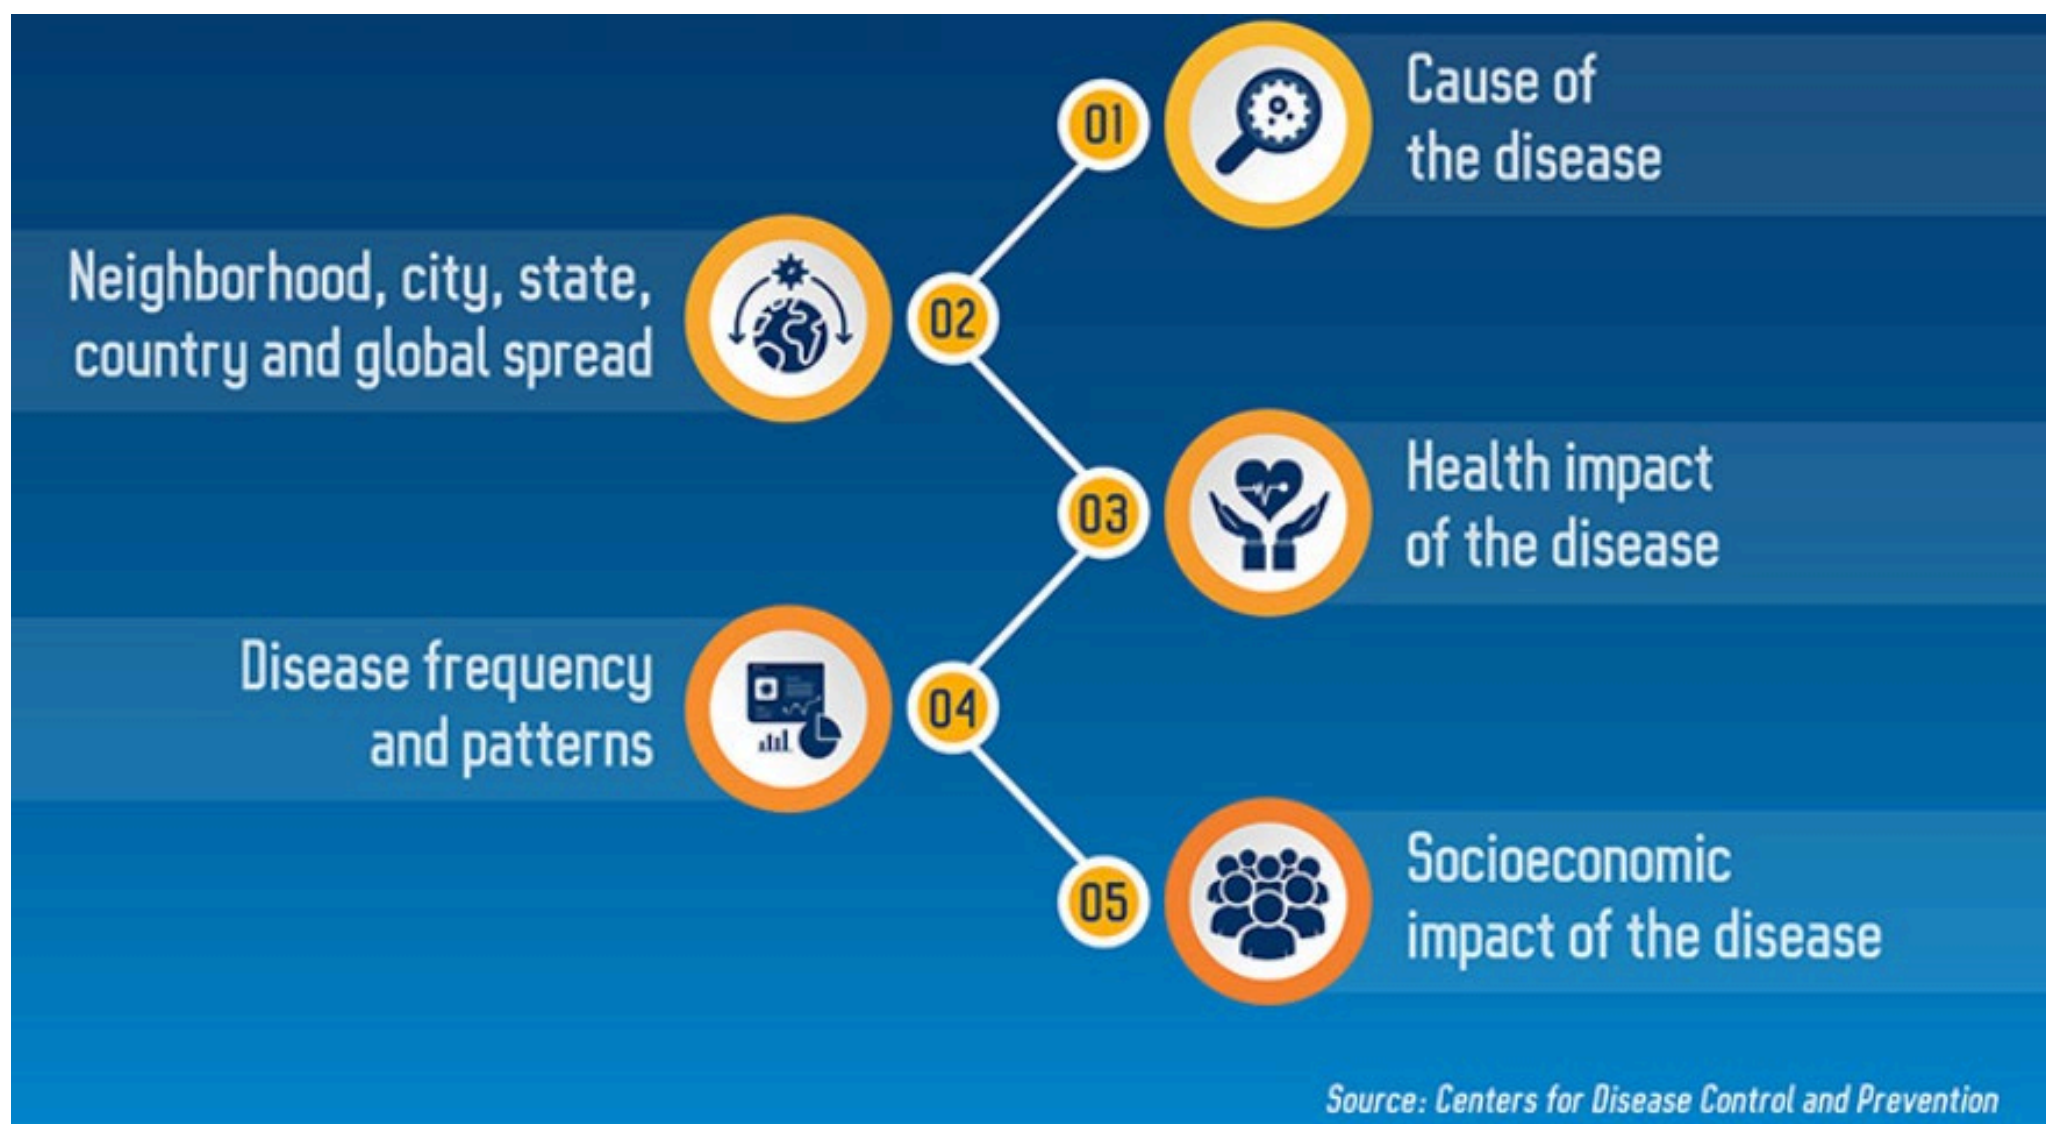 01
Cause of
the disease
Neighborhood, city, state,
country and global spread
02
03
Health impact
of the disease
Disease frequency
and patterns
04
05
Socioeconomic
impact of the disease
Source: Centers for Disease Control and Prevention